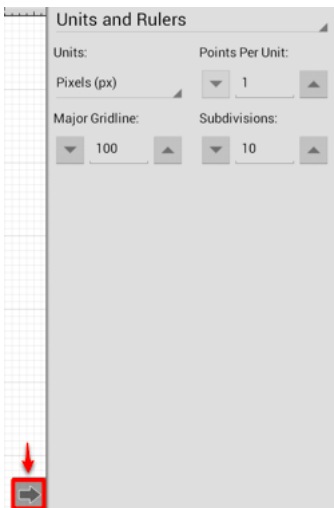 Units and Rulers
Units: Points Per Unit:
Pixels (px) 1
Major Gridline: Subdivisions:
100 10